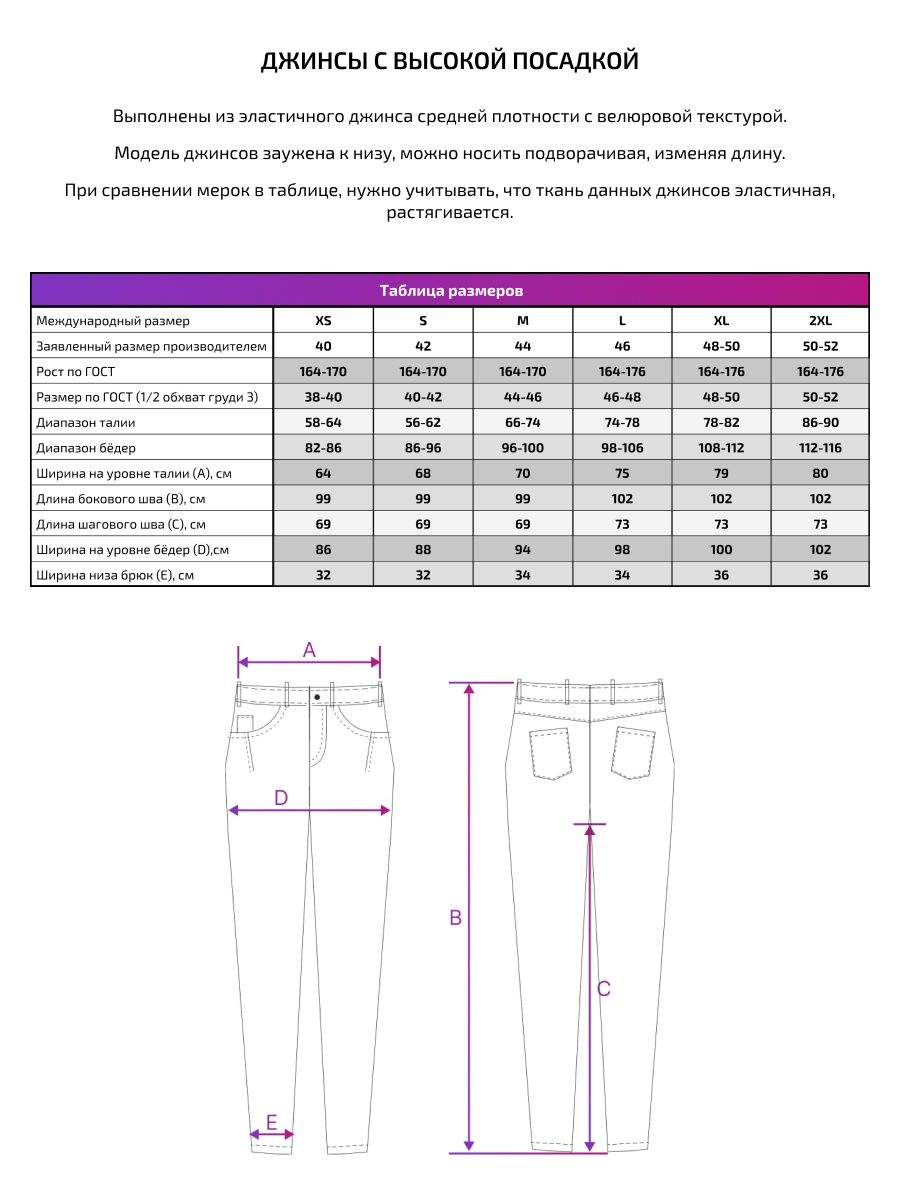 ДЖИНСЫ С ВЫСОКОЙ ПОСАДКОЙ
Выполнены из эластичного джинса средней плотности с велюровой текстурой.
Модель джинсов заужена к низу, можно носить подворачивая, изменяя длину.
При сравнении мерок в таблице, нужно учитывать, что ткань данных джинсов эластичная,
растягивается.
Таблица размеров
Международный размер XS S M L XL 2XL
Заявленный размер производителем 40 42 44 46 48-50 50-52
Рост по ГОСТ 164-170 164-170 164-170 164-176 164-176 164-176
Размер по ГОСТ (1/2 обхват груди 3) 38-40 40-42 44-46 46-48 48-50 50-52
Диапазон талии 58-64 56-62 66-74 74-78 78-82 86-90
Диапазон бёдер 82-86 86-96 96-100 98-106 108-112 112-116
Ширина на уровне талии (A), см 64 68 70 75 79 80
Длина бокового шва (B), см 99 99 99 102 102 102
Длина шагового шва (C), см 69 69 69 73 73 73
Ширина на уровне бёдер (D),см 86 88 94 98 100 102
Ширина низа брюк (E), см 32 32 34 34 36 36
A
D
B
C
E